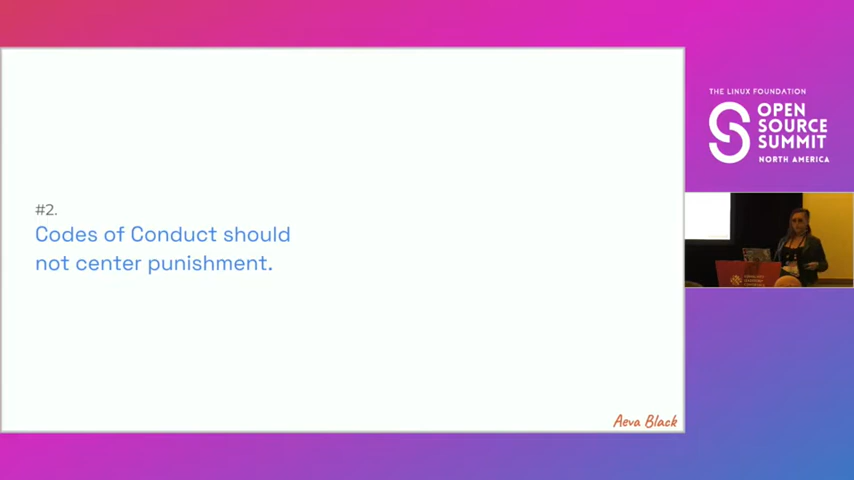 #2.
Codes of Conduct should
not center punishment.
Aeva Black
THE LINUX FOUNDATION
OPEN
SOURCE
SUMMIT
NORTH AMERICA